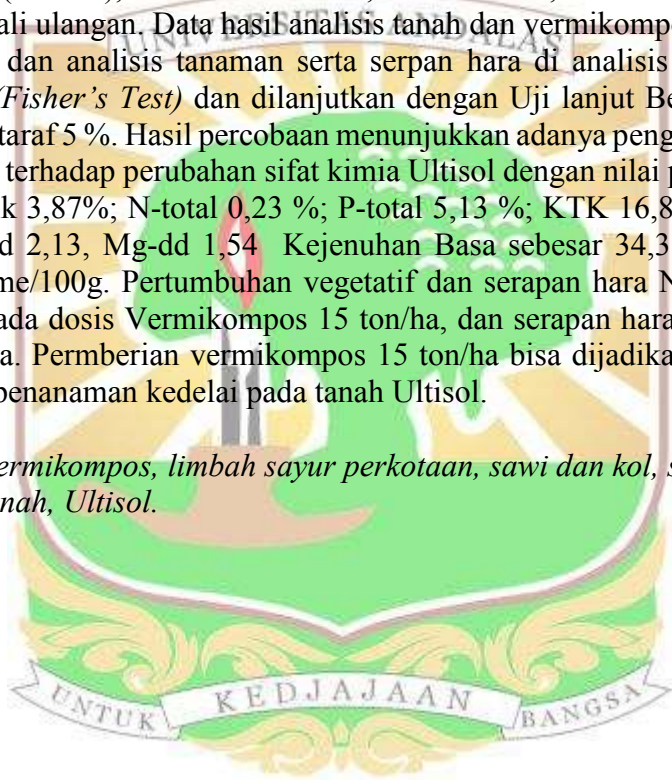 ali ulangan. Data hasil analisis tanah dan vermikompo
UNIVERSITAS ANDALAS
dan analisis tanaman serta serpan hara di analisis
(Fisher's Test) dan dilanjutkan dengan Uji lanjut Be
taraf 5 %. Hasil percobaan menunjukkan adanya peng
terhadap perubahan sifat kimia Ultisol dengan nilai p
k 3,87%; N-total 0,23 %; P-total 5,13 %; KTK 16,8
d 2,13, Mg-dd 1,54 Kejenuhan Basa sebesar 34,3
me/100g. Pertumbuhan vegetatif dan serapan hara N
ada dosis Vermikompos 15 ton/ha, dan serapan hara
a. Permberian vermikompos 15 ton/ha bisa dijadika
penanaman kedelai pada tanah Ultisol.
ermikompos, limbah sayur perkotaan, sawi dan kol, s
nah, Ultisol.
UNTUK KEDJAJAAN BANGSA